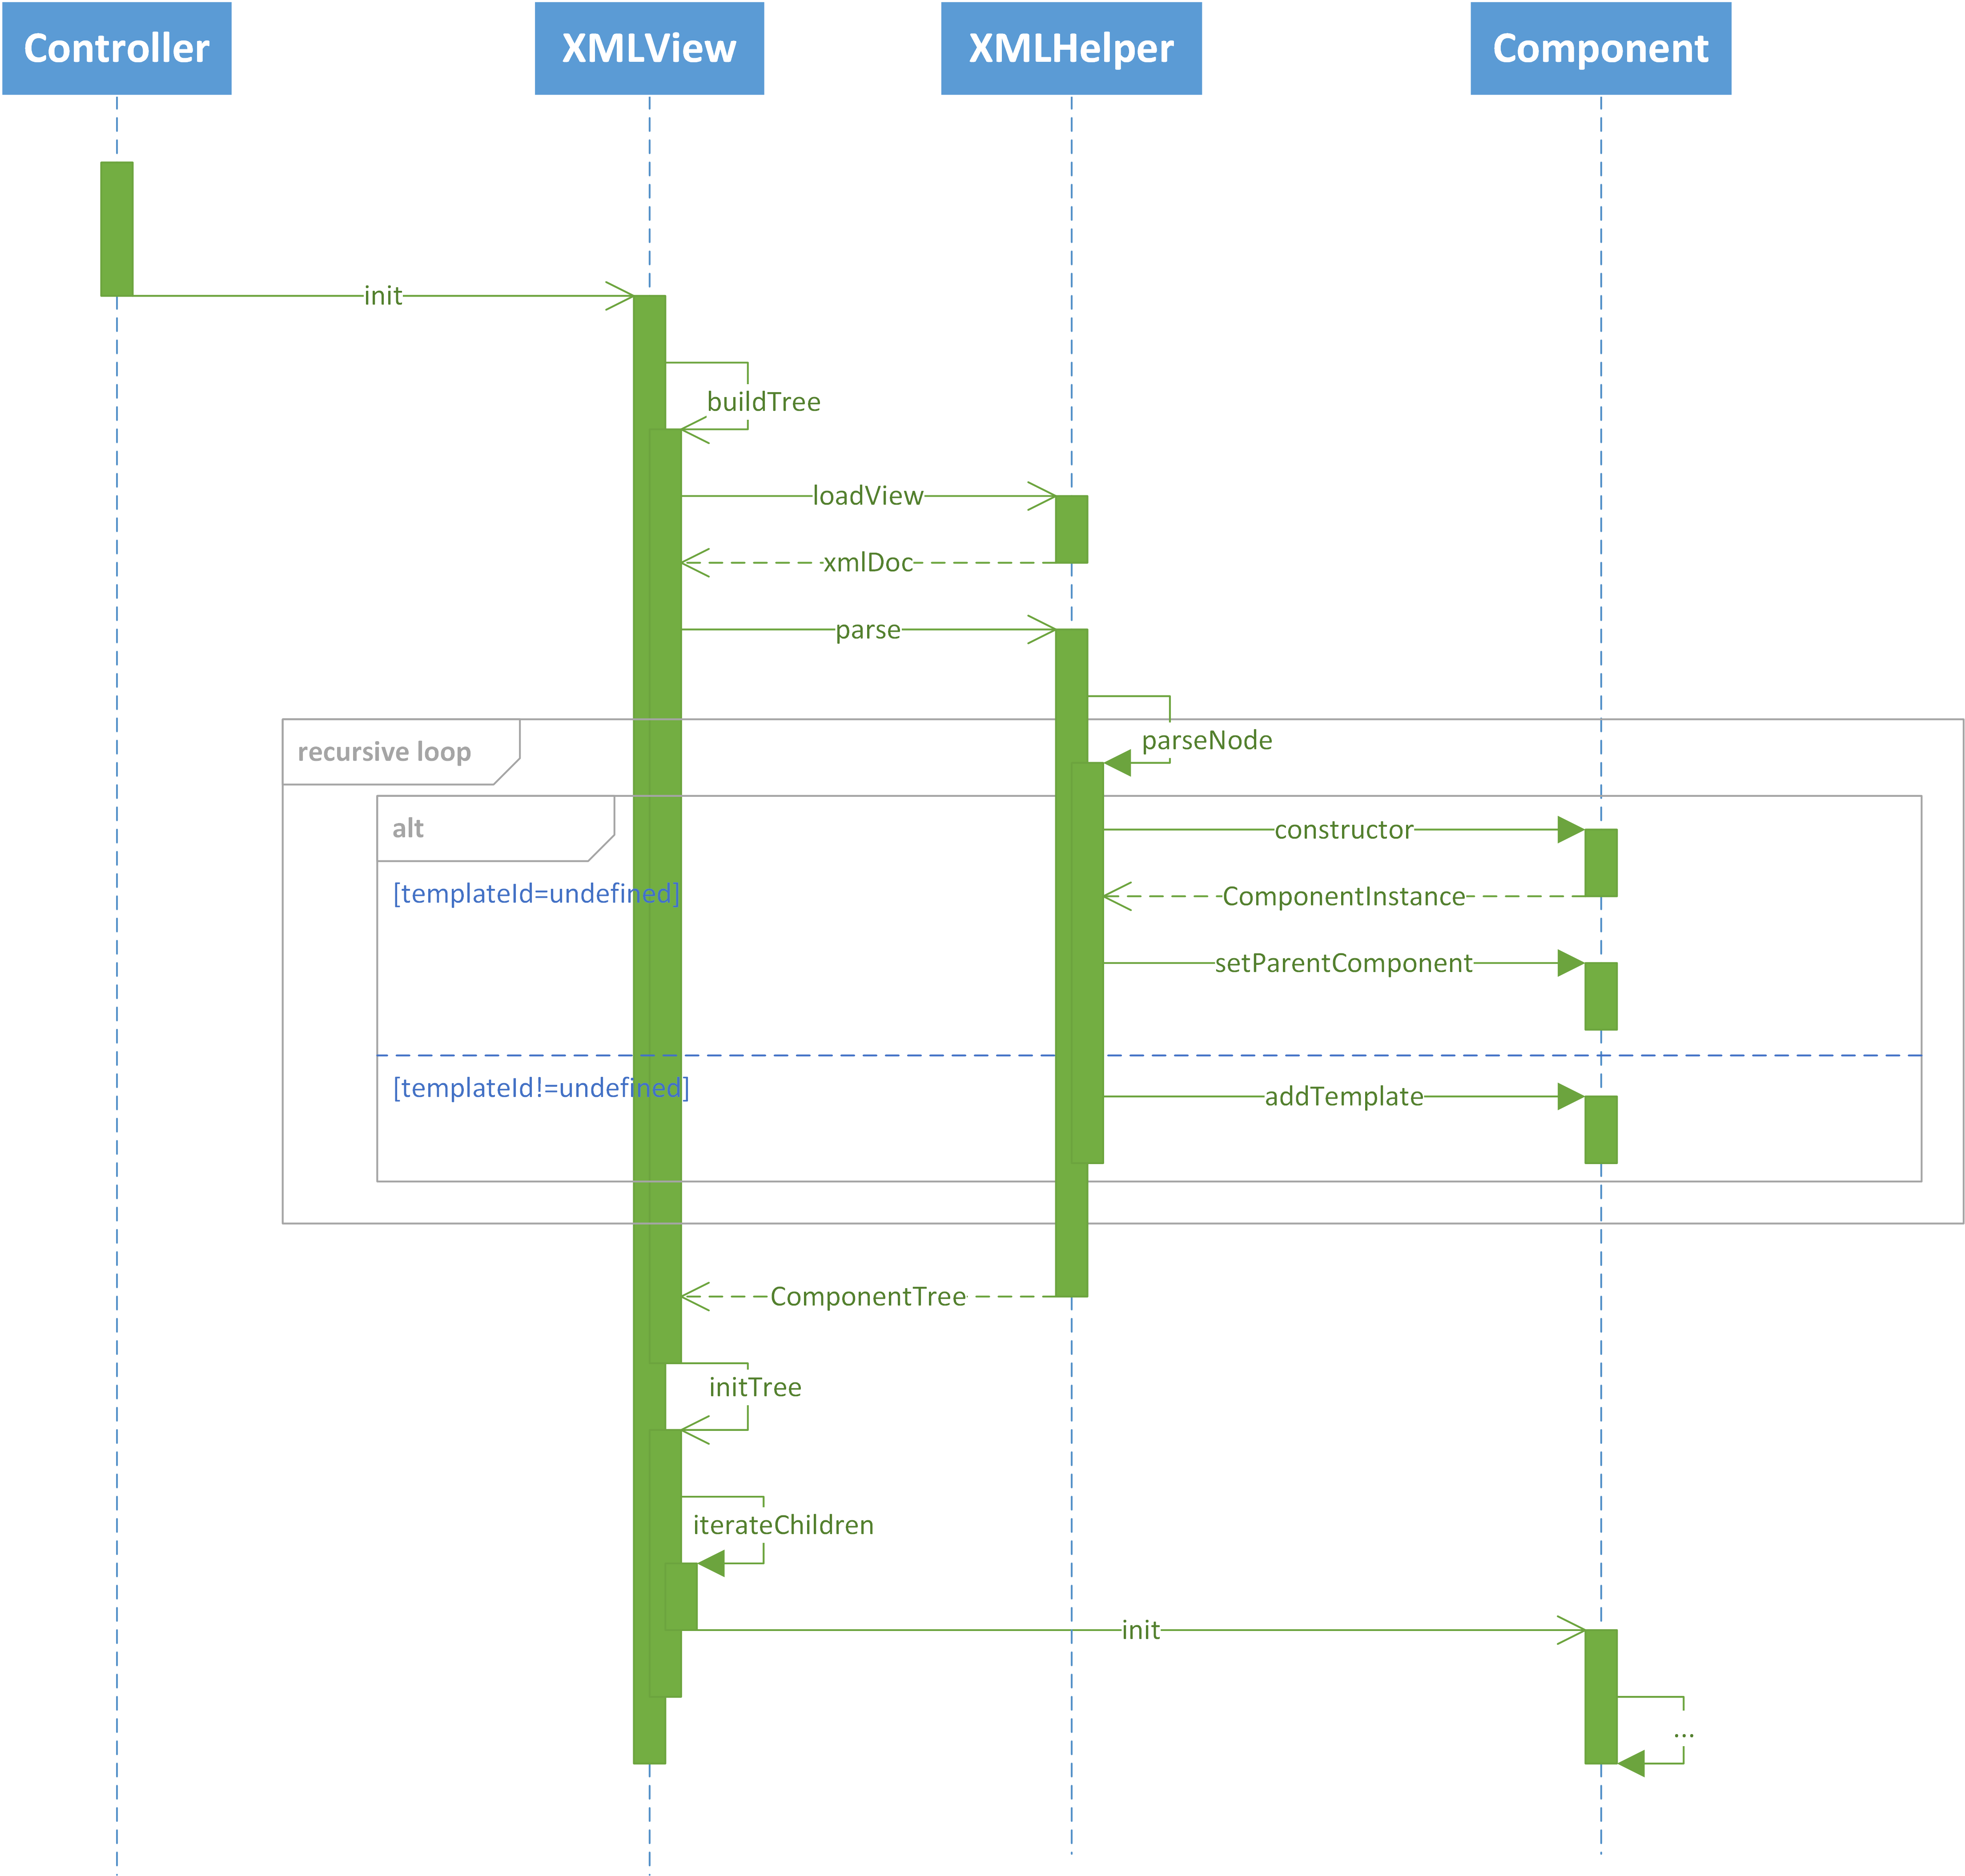 Controller
XMLView
XMLHelper
Component
init
buildTree
loadView
xmlDoc
parse
parseNode
recursive loop
alt
constructor
[templateId=undefined]
ComponentInstance
setParentComponent
[templateId!=undefined]
addTemplate
ComponentTree
initTree
iterateChildren
init
...